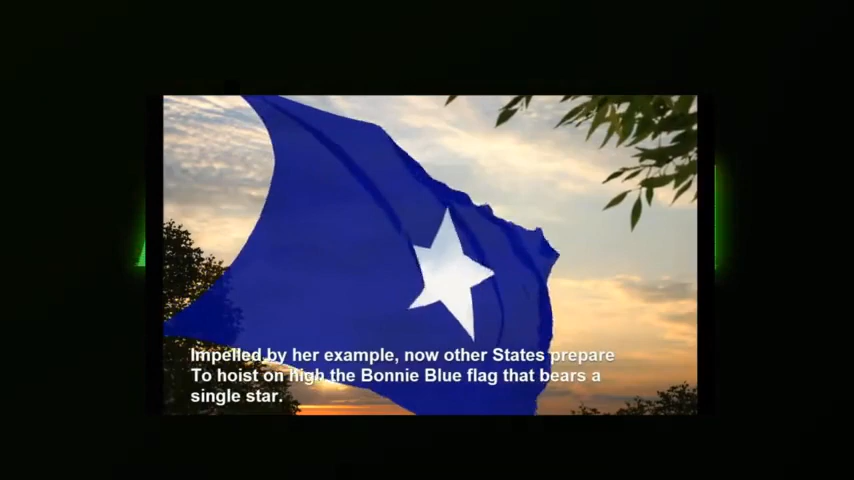 Impelled by her example, now other States prepare
To hoist on high the Bonnie Blue flag that bears a
single star.